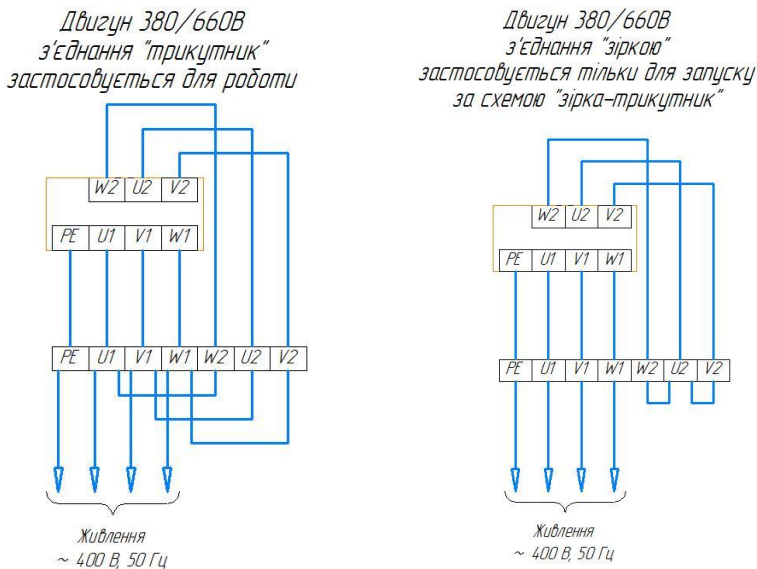 Двигун 380/660В
з'єднання "трикутник"
застосовується для роботи
W2 U2 V2
PE U1 V1 W1
PE U1 V1 W1 W2 U2 V2
Живлення
~ 400 В, 50 Гц
Двигун 380/660В
з'єднання "зіркою"
застосовується тільки для запуску
за схемою "зірка-трикутник"
W2 U2 V2
PE U1 V1 W1
PE U1 V1 W1 W2 U2 V2
Живлення
~ 400 В, 50 Гц